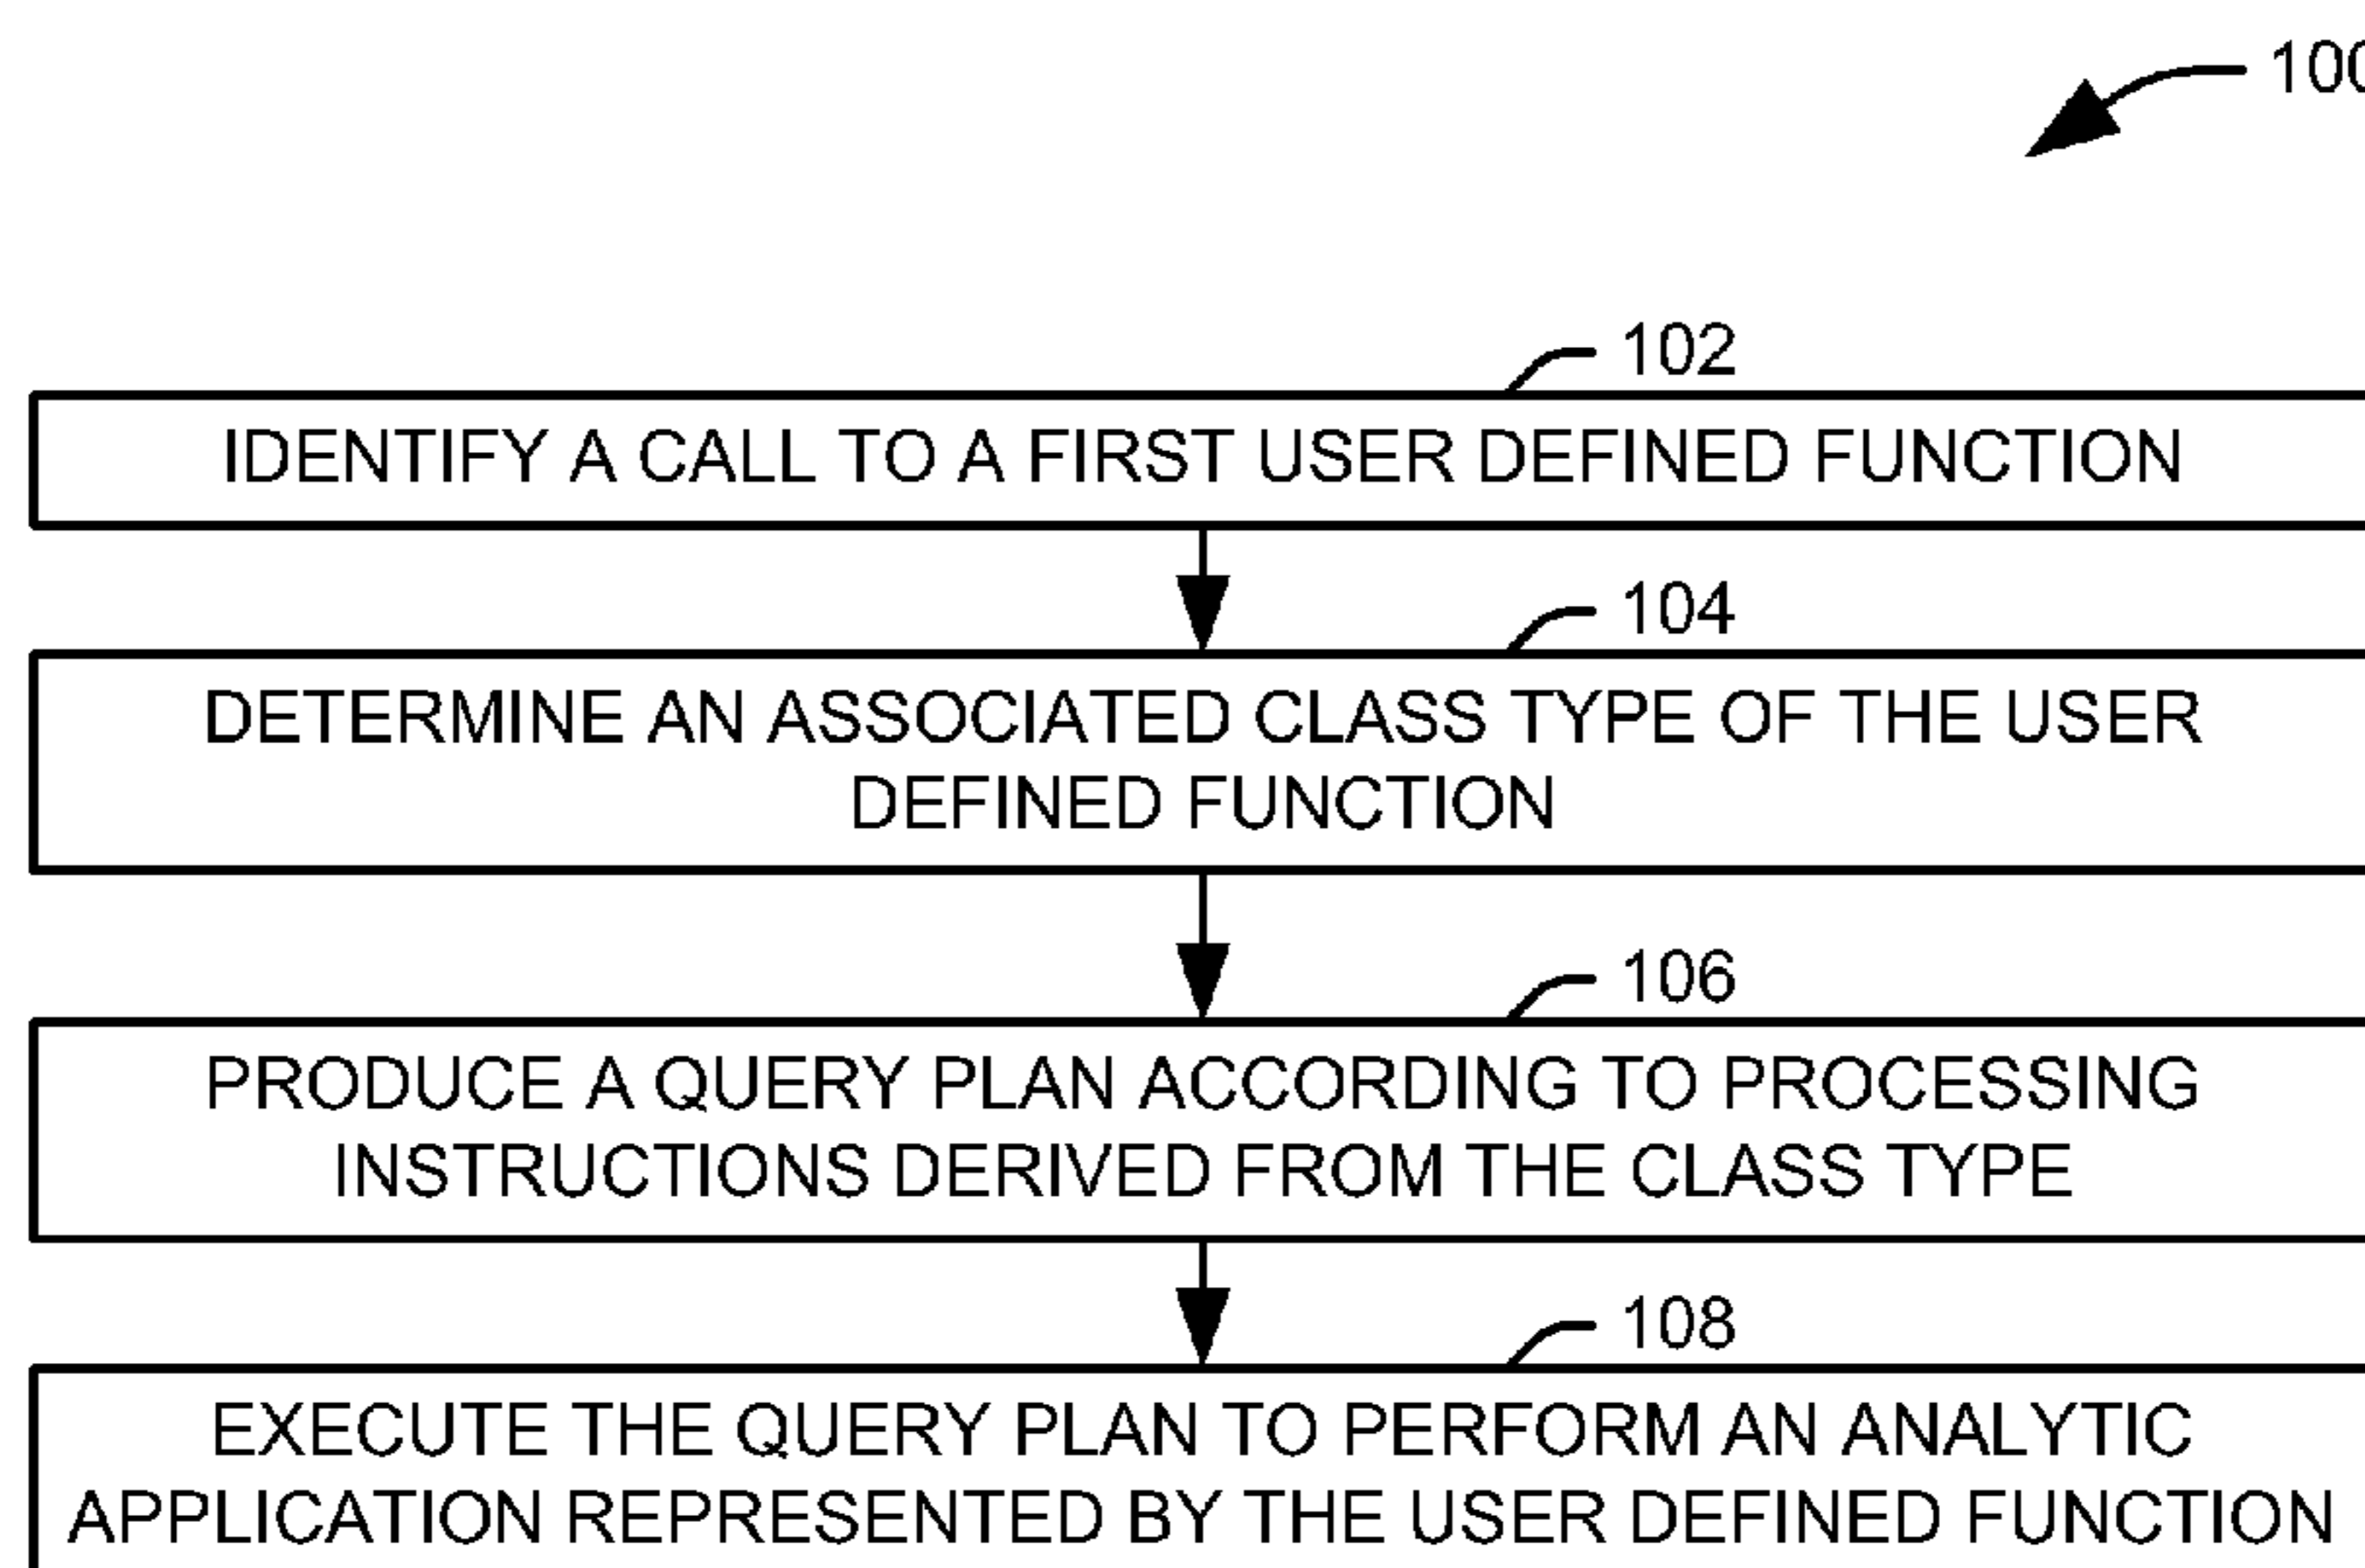 100
102
IDENTIFY A CALL TO A FIRST USER DEFINED FUNCTION
104
DETERMINE AN ASSOCIATED CLASS TYPE OF THE USER
DEFINED FUNCTION
106
PRODUCE A QUERY PLAN ACCORDING TO PROCESSING
INSTRUCTIONS DERIVED FROM THE CLASS TYPE
108
EXECUTE THE QUERY PLAN TO PERFORM AN ANALYTIC
APPLICATION REPRESENTED BY THE USER DEFINED FUNCTION